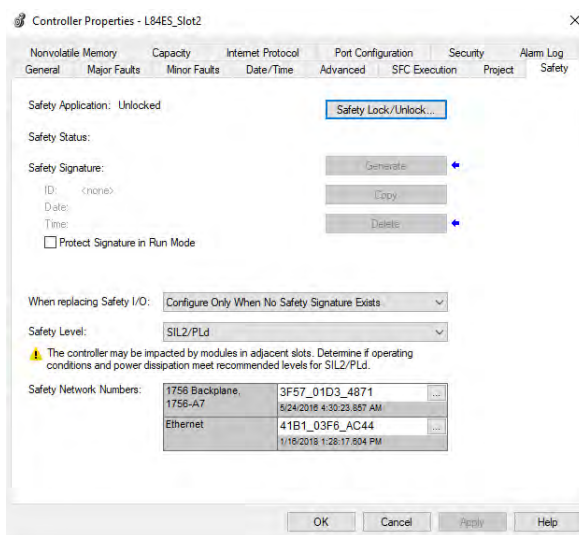 Controller Properties - L84ES_Slot2
Nonvolatile Memory Capacity Internet Protocol Port Configuration Security Alarm Log
General Major Faults Minor Faults Date/Time Advanced SFC Execution Project Safety
Safety Application: Unlocked
Safety Lock/Unlock...
Safety Status:
Safety Signature:
Generate
ID: <none>
Copy
Date:
Time:
Delete
Protect Signature in Run Mode
When replacing Safety I/O: Configure Only When No Safety Signature Exists
Safety Level: SIL2/PLd
The controller may be impacted by modules in adjacent slots. Determine if operating
conditions and power dissipation meet recommended levels for SIL2/PLd.
Safety Network Numbers:
1756 Backplane,
1756-A7
3F57_01D3_4871
...
5/24/2016 4:30:23.857 AM
Ethernet
41B1_03F6_AC44
...
1/16/2018 1:28:17.604 PM
OK Cancel Apply Help